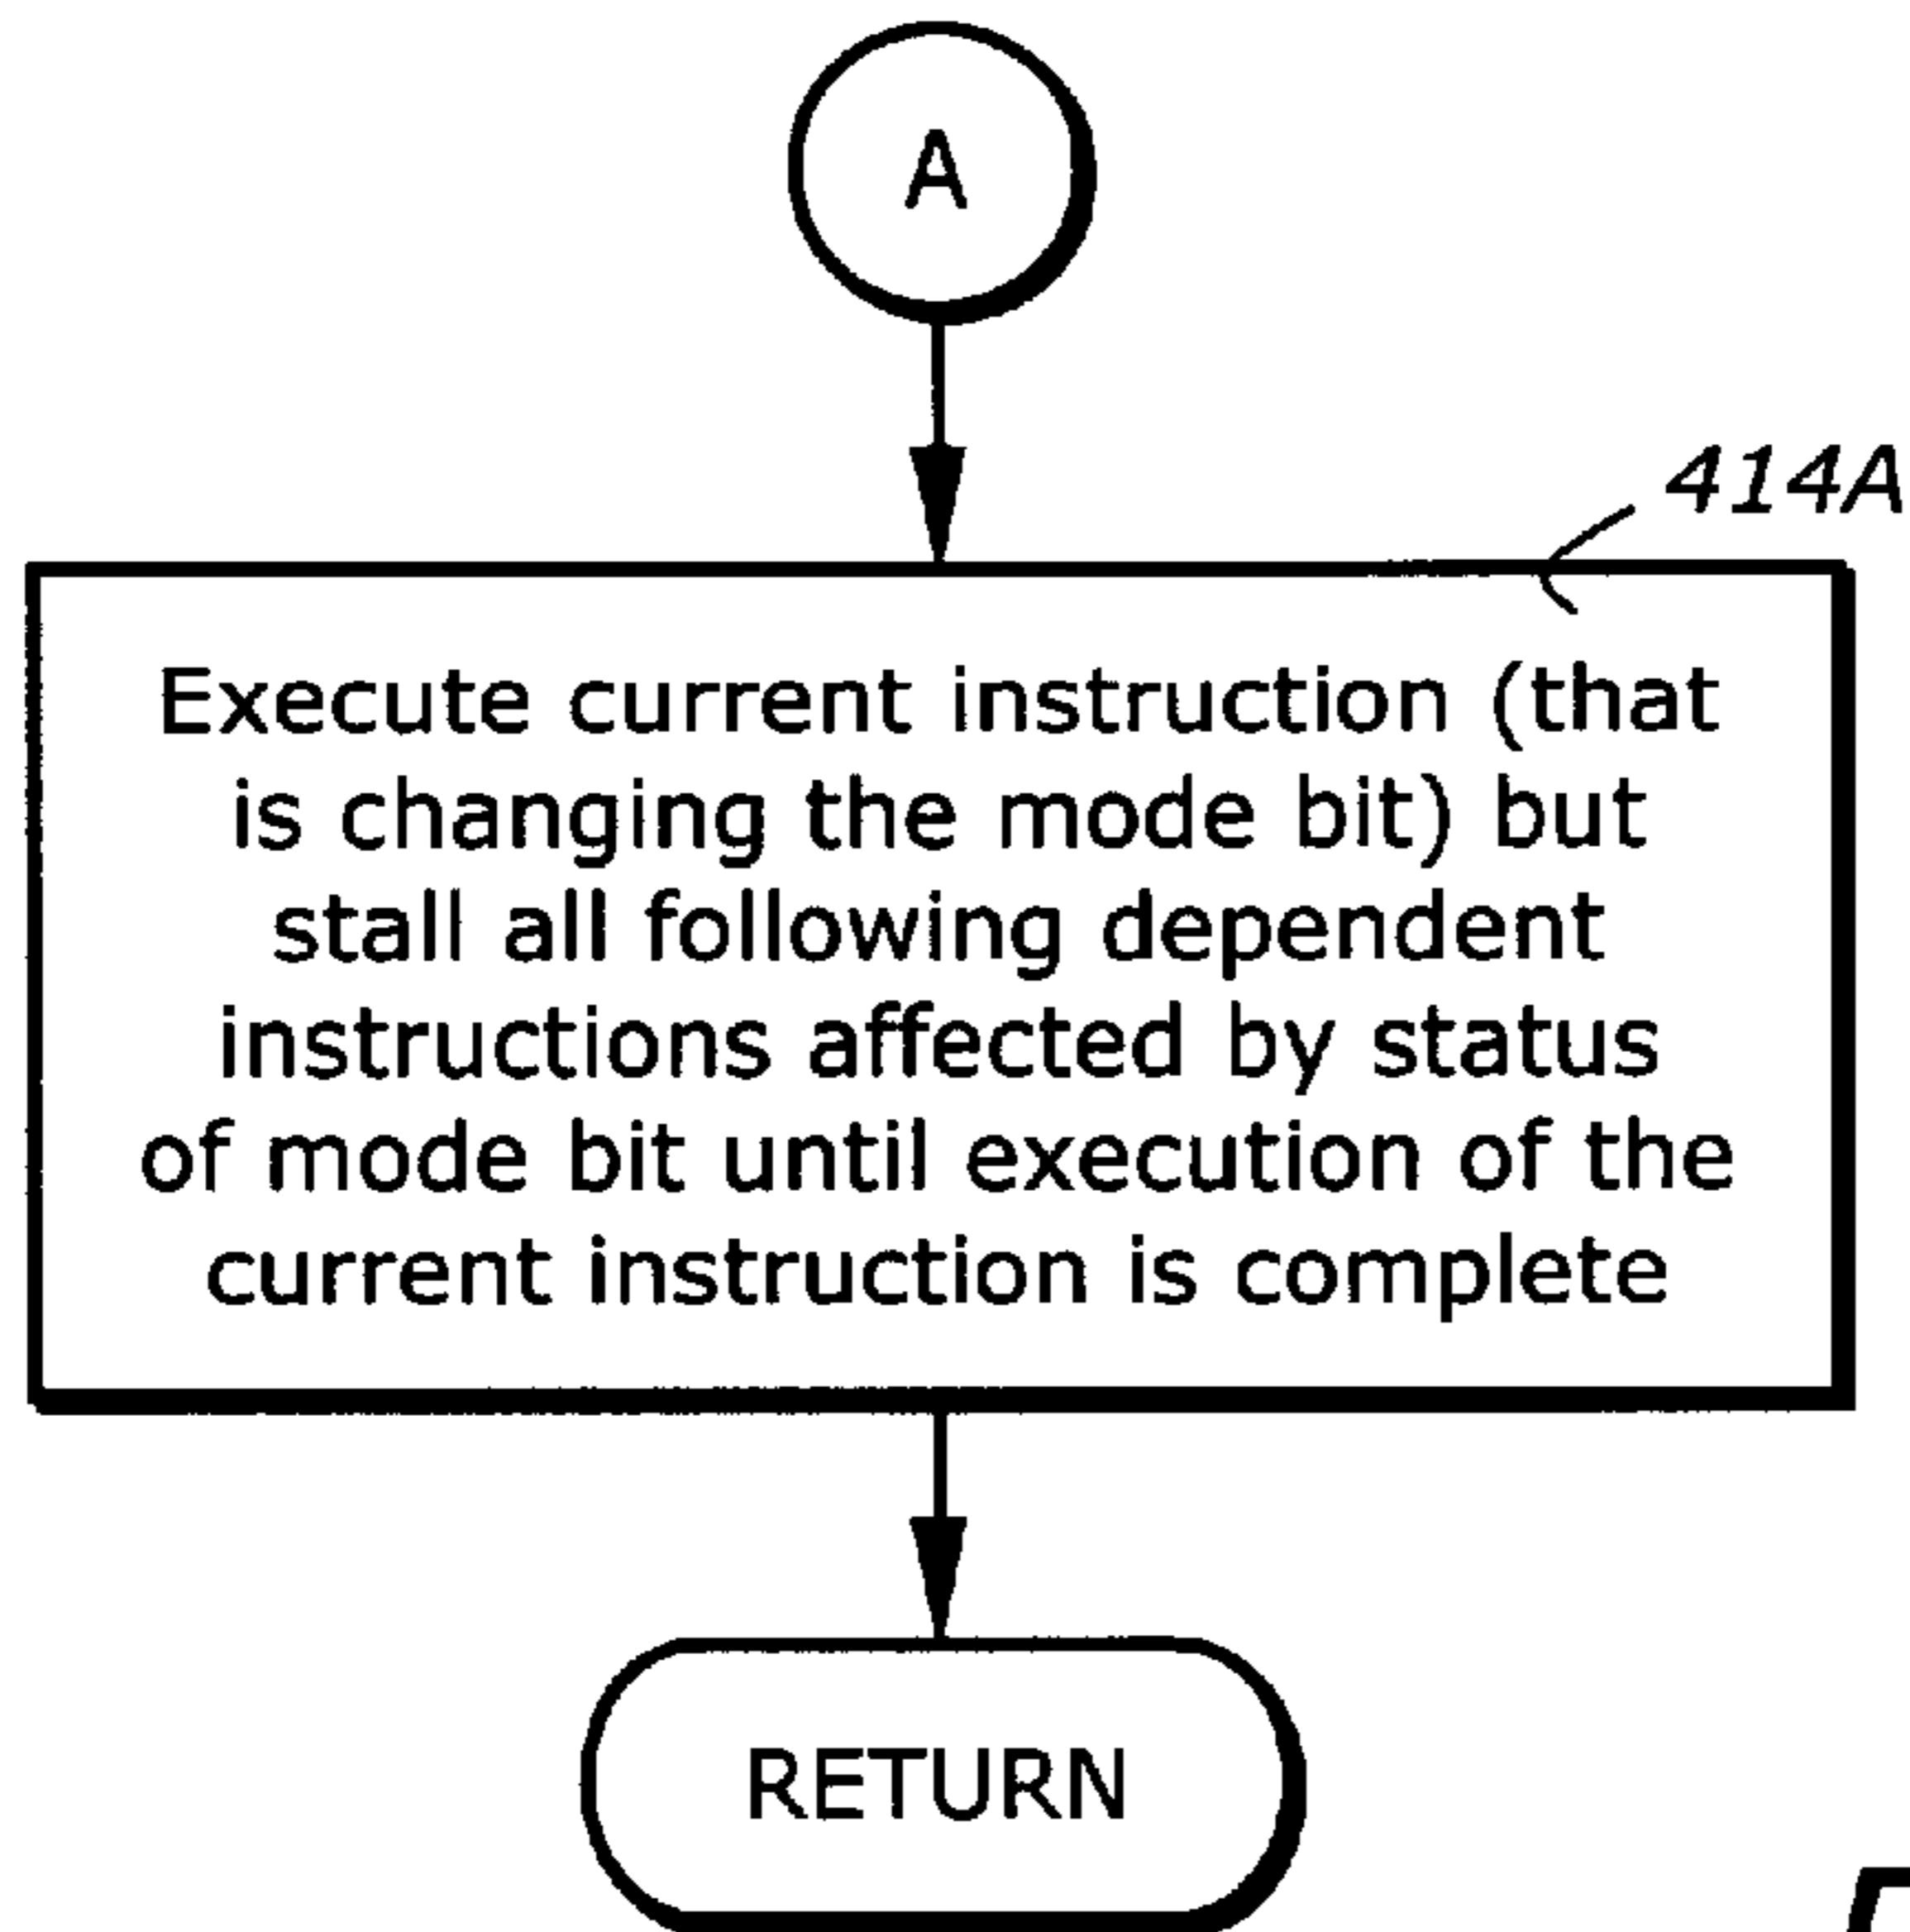 A
414A
Execute current instruction (that
is changing the mode bit) but
stall all following dependent
instructions affected by status
of mode bit until execution of the
current instruction is complete
RETURN